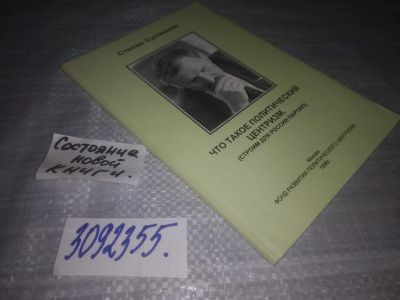 Степан Сулакшин
ЧТО ТАКОЕ ПОЛИТИЧЕСКИЙ
ЦЕНТРИЗМ.
(СТРОИМ ДЛЯ РОССИИ ПАРТИЮ)
МОСКВА
ФОНД РАЗВИТИЯ ПОЛИТИЧЕСКОГО ЦЕНТРИЗМА
Состояние
новой
книги.
3092355.